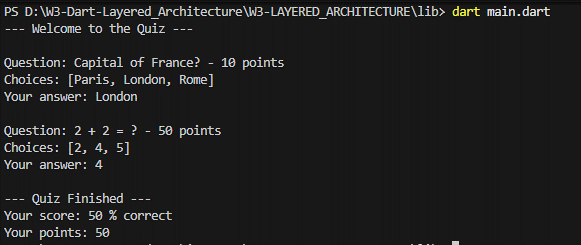 PS D:\W3-Dart-Layered_Architecture\W3-LAYERED_ARCHITECTURE\lib> dart main.dart
--- Welcome to the Quiz ---
Question: Capital of France? - 10 points
Choices: [Paris, London, Rome]
Your answer: London
Question: 2 + 2 = ? - 50 points
Choices: [2, 4, 5]
Your answer: 4
--- Quiz Finished ---
Your score: 50 % correct
Your points: 50